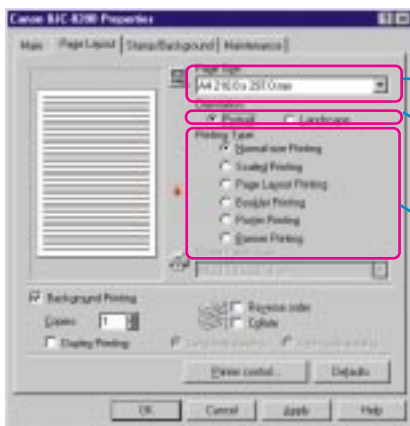 Canon BJC-8200 Properties
Main Page Layout Stamp/Background Maintenance
Page Size:
A4 210.0 x 297.0 mm
Orientation:
Portrait Landscape
Printing Type:
Normal-size Printing
Scaled Printing
Page Layout Printing
Booklet Printing
Poster Printing
Banner Printing
Background Printing
Copies: 1
Reverse order
Collate
Duplex Printing
Printer control... Defaults
OK Cancel Apply Help